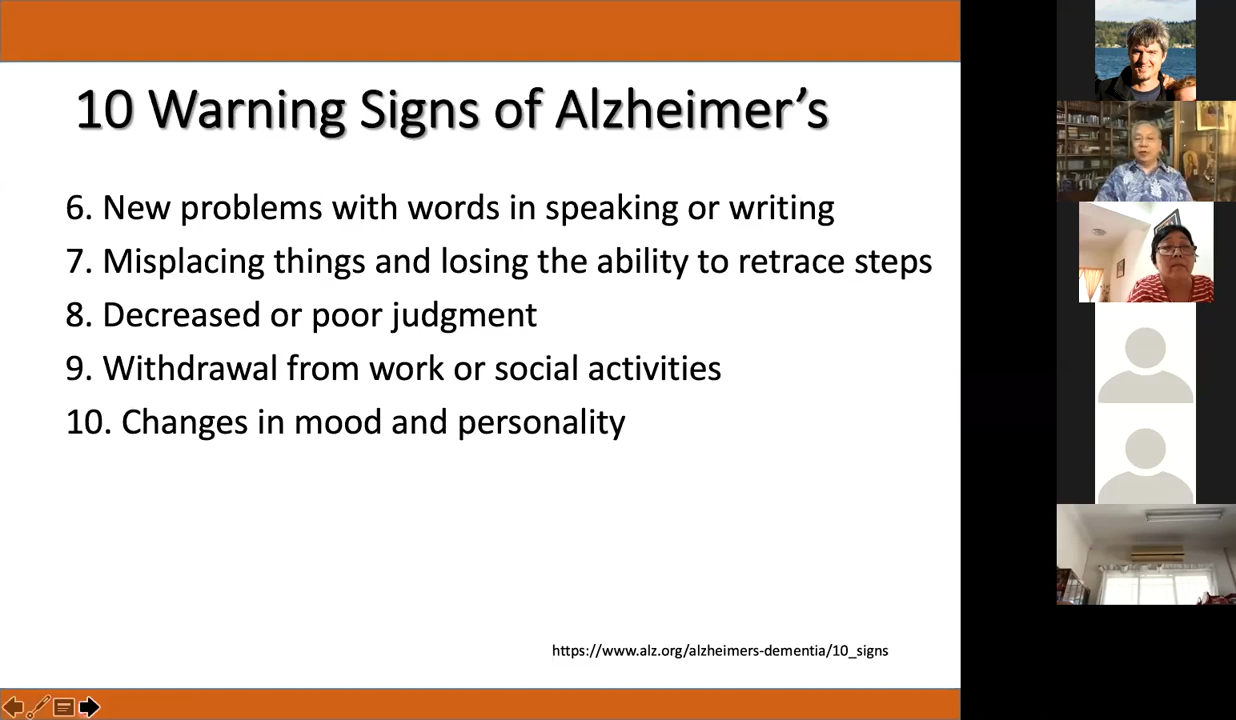 10 Warning Signs of Alzheimer’s
6. New problems with words in speaking or writing
7. Misplacing things and losing the ability to retrace steps
8. Decreased or poor judgment
9. Withdrawal from work or social activities
10. Changes in mood and personality
https://www.alz.org/alzheimers-dementia/10_signs